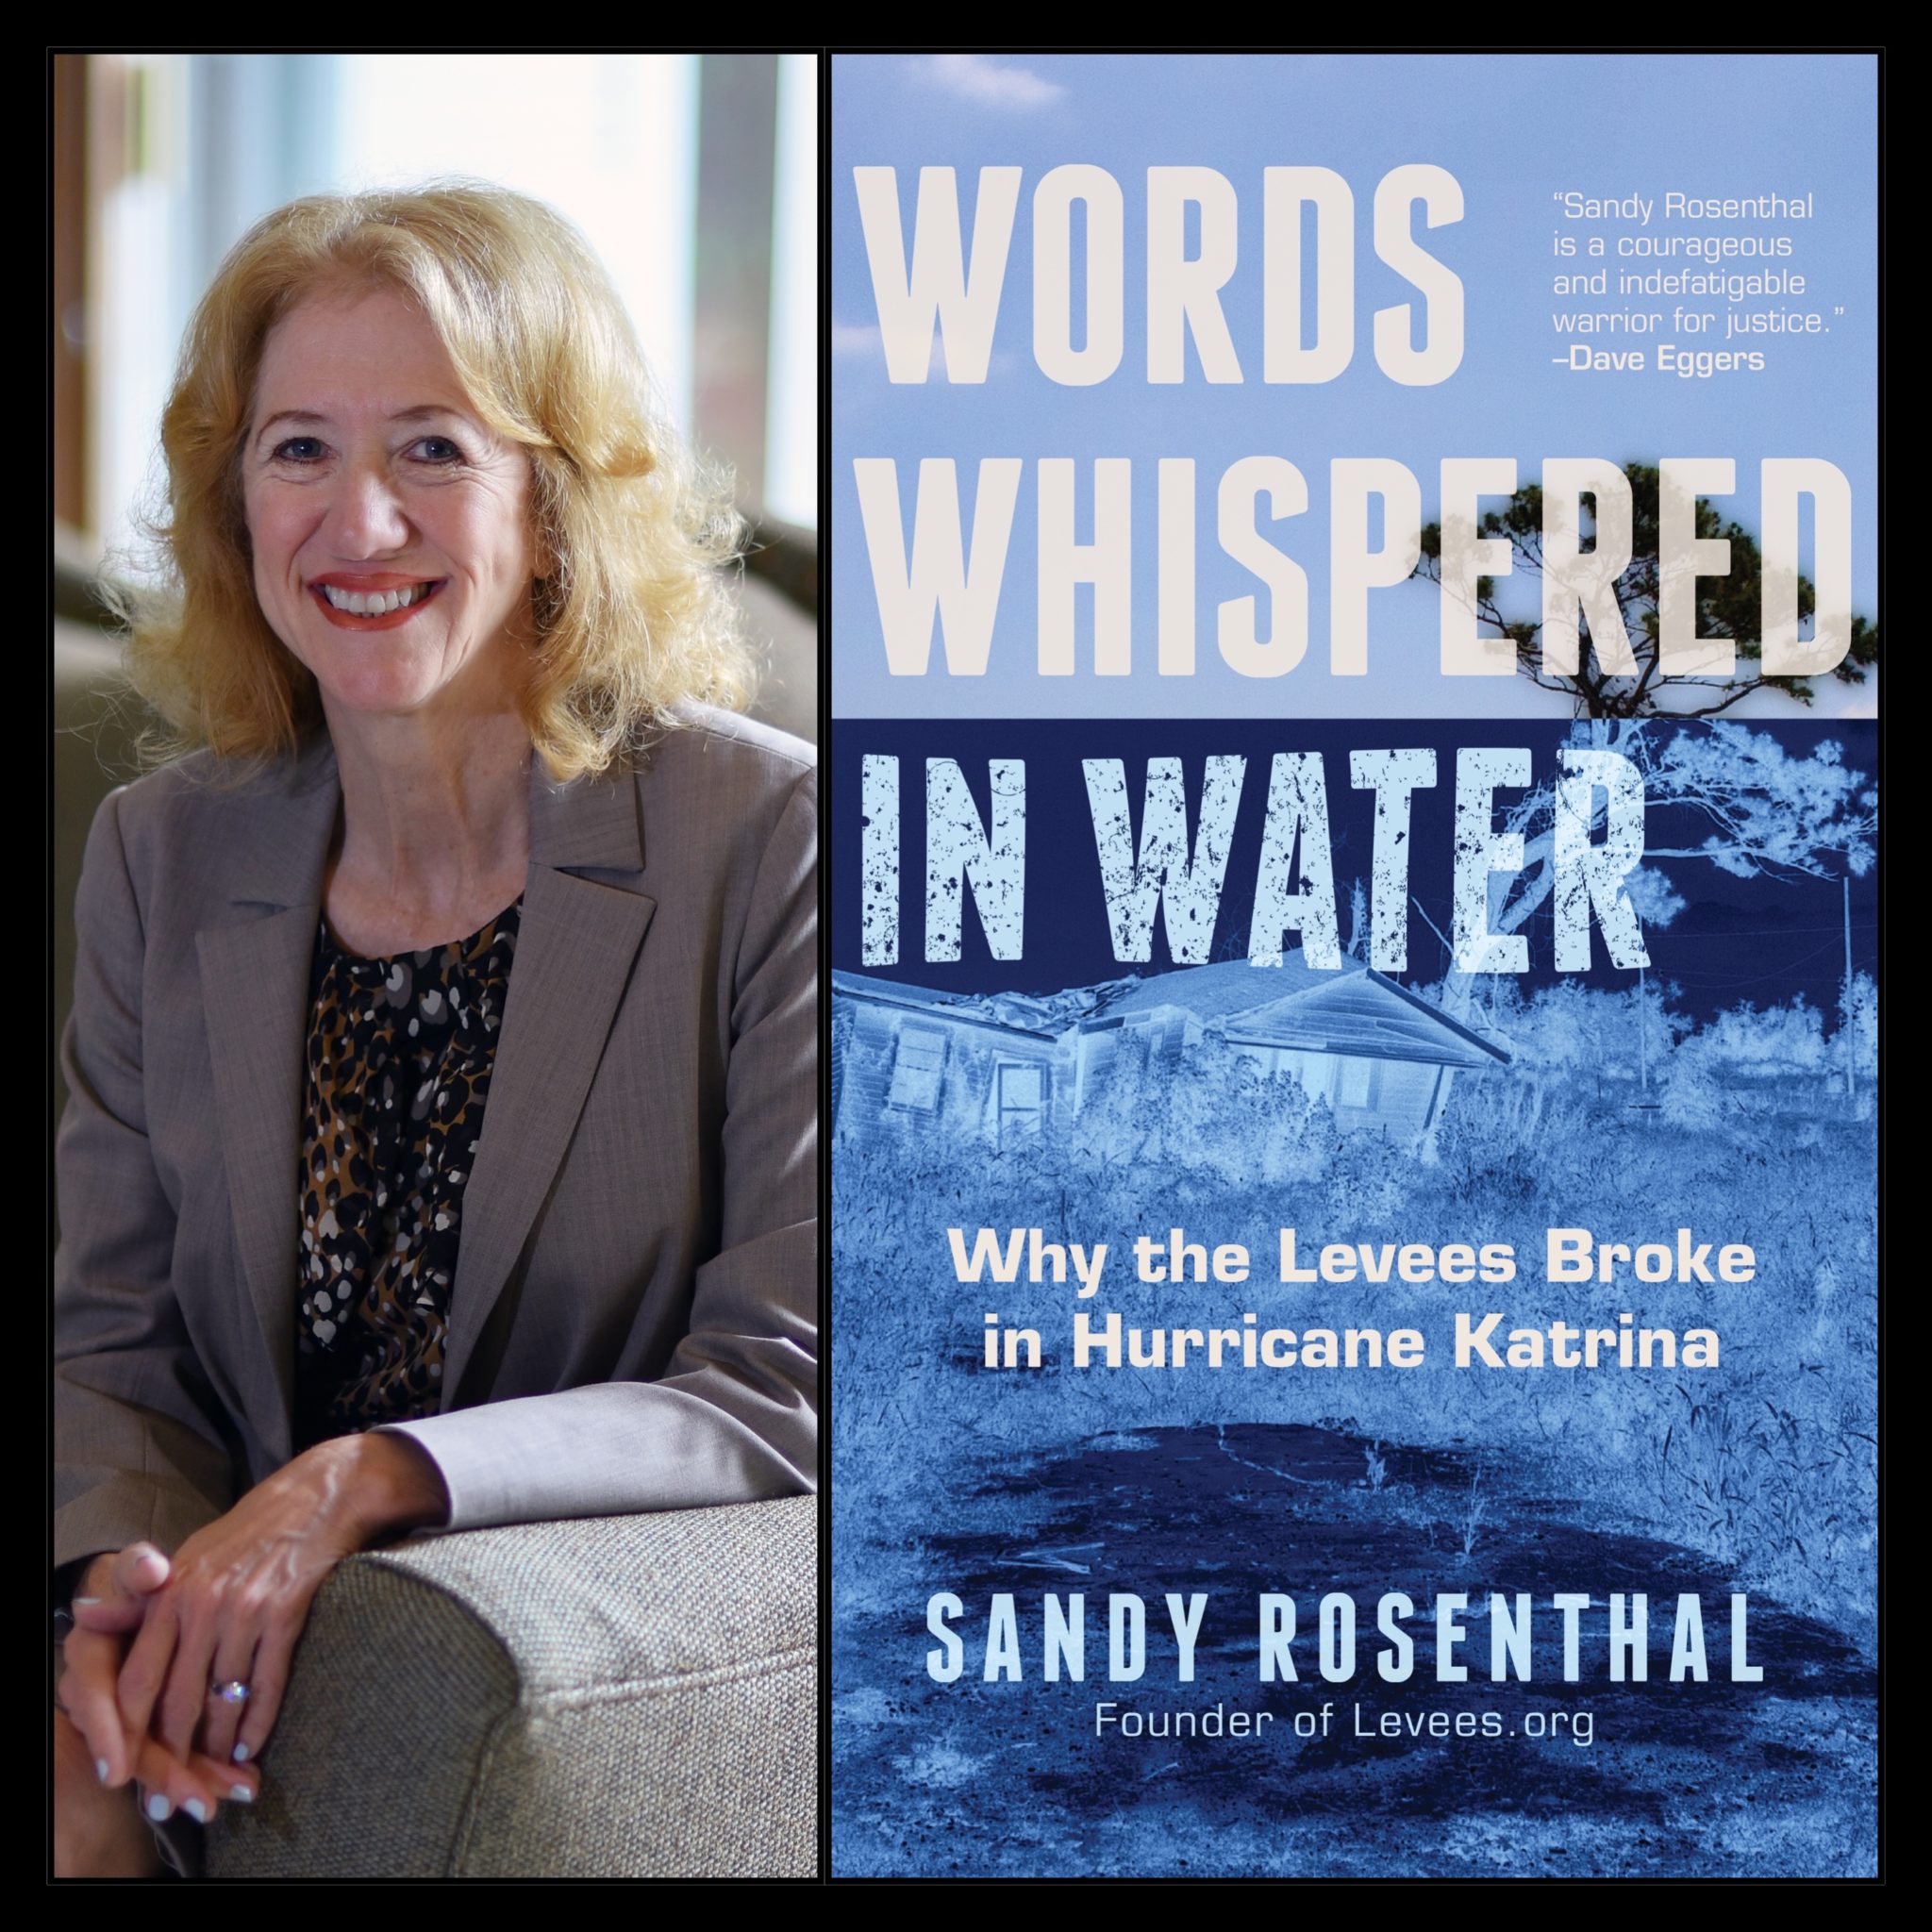 WORDS
WHISPERED
IN WATER
“Sandy Rosenthal
is a courageous
and indefatigable
warrior for justice.”
–Dave Eggers
Why the Levees Broke
in Hurricane Katrina
SANDY ROSENTHAL
Founder of Levees.org